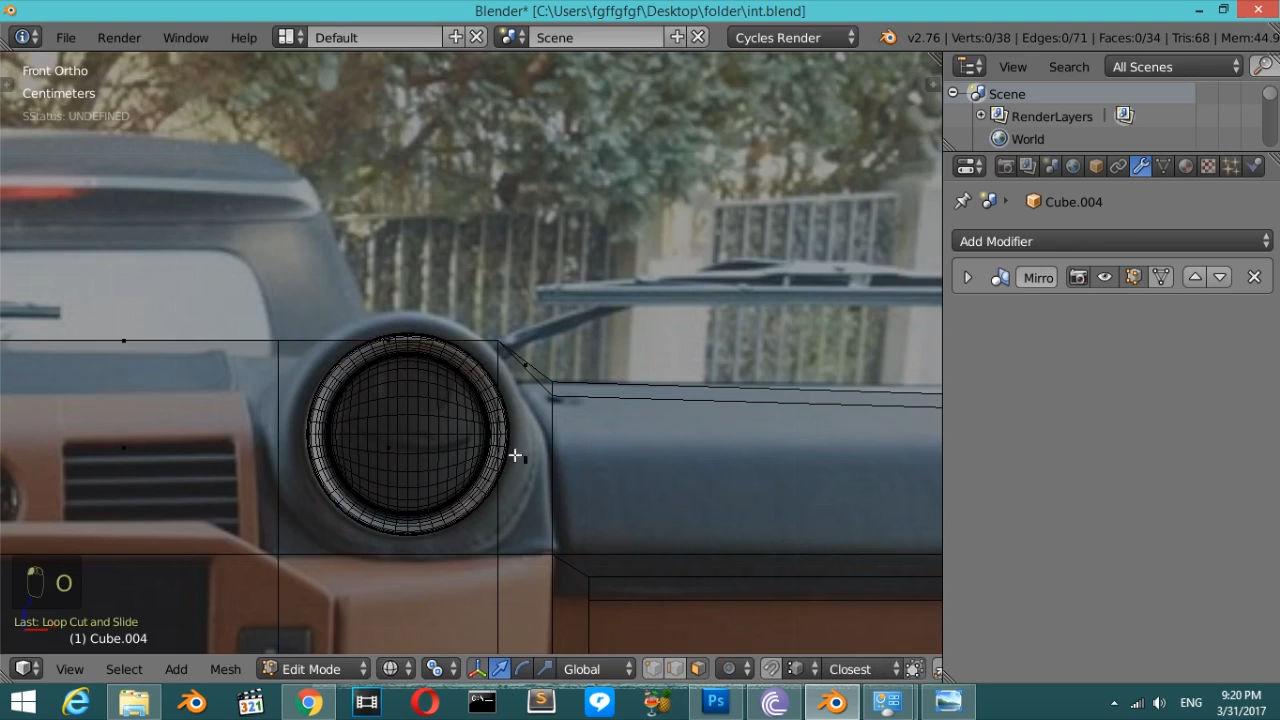 Blender* [C:\Users\fgffgfgf\Desktop\folder\int.blend]
File Render Window Help Default Scene Cycles Render v2.76 | Verts:0/38 | Edges:0/71 | Faces:0/34 | Tris:68 | Mem:44.9
Front Ortho
Centimeters
SStatus: UNDEFINED
View Search All Scenes
Scene
RenderLayers
World
Cube.004
Add Modifier
Mirro
O
Last: Loop Cut and Slide
(1) Cube.004
View Select Add Mesh Edit Mode Global Closest
321
C:\_
S
Ps
ENG
9:20 PM
3/31/2017